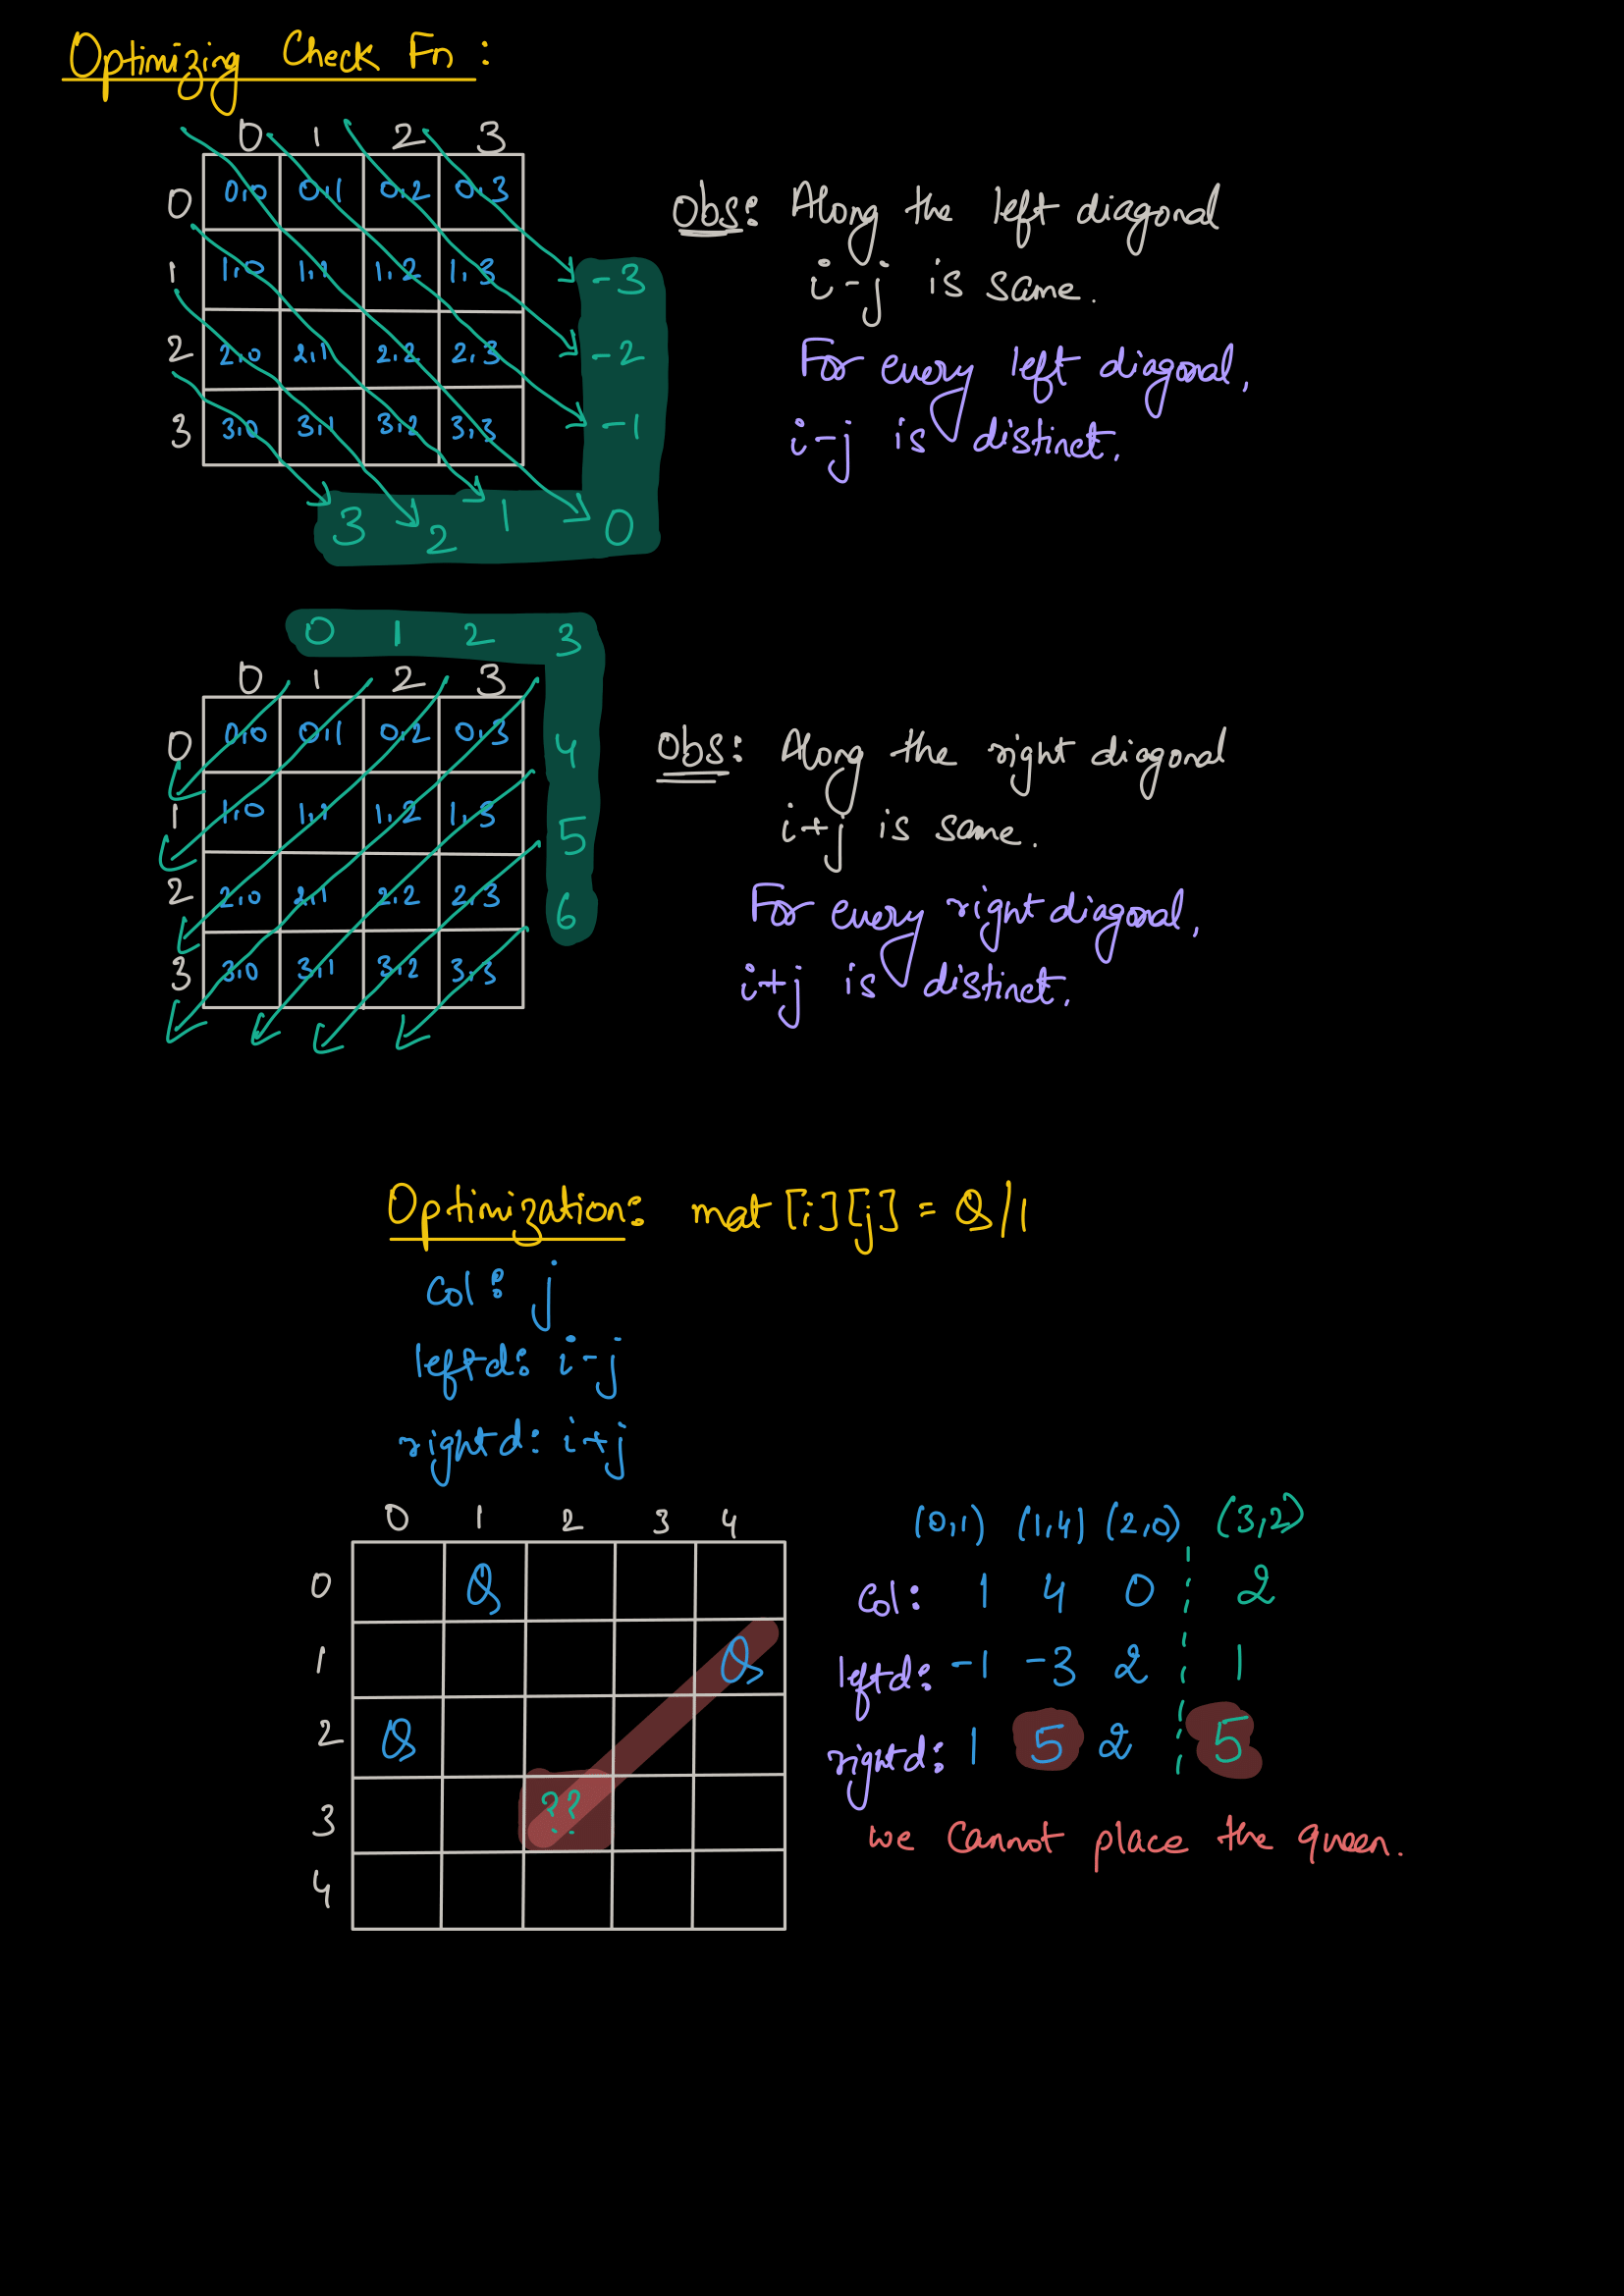 Optimizing Check Fn :
0 1 2 3
0 0,0 0,1 0,2 0,3
1 1,0 1,1 1,2 1,3
2 2,0 2,1 2,2 2,3
3 3,0 3,1 3,2 3,3
-3
-2
-1
3 2 1 0
Obs: Along the left diagonal
i-j is same.
For every left diagonal,
i-j is distinct.
0 1 2 3
0 1 2 3
0 0,0 0,1 0,2 0,3 4
1 1,0 1,1 1,2 1,3 5
2 2,0 2,1 2,2 2,3 6
3 3,0 3,1 3,2 3,3
Obs: Along the right diagonal
i+j is same.
For every right diagonal,
i+j is distinct.
Optimization: mat[i][j] = Q/1
Col: j
leftd: i-j
rightd: i+j
0 1 2 3 4
0 Q
1 Q
2 Q
3 ??
4
(0,1) (1,4) (2,0) (3,2)
Col: 1 4 0 2
leftd: -1 -3 2 1
rightd: 1 5 2 5
we cannot place the queen.